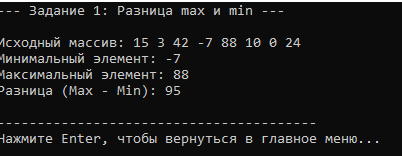 --- Задание 1: Разница max и min ---
Исходный массив: 15 3 42 -7 88 10 0 24
Минимальный элемент: -7
Максимальный элемент: 88
Разница (Max - Min): 95
-----------------------------------
Нажмите Enter, чтобы вернуться в главное меню...